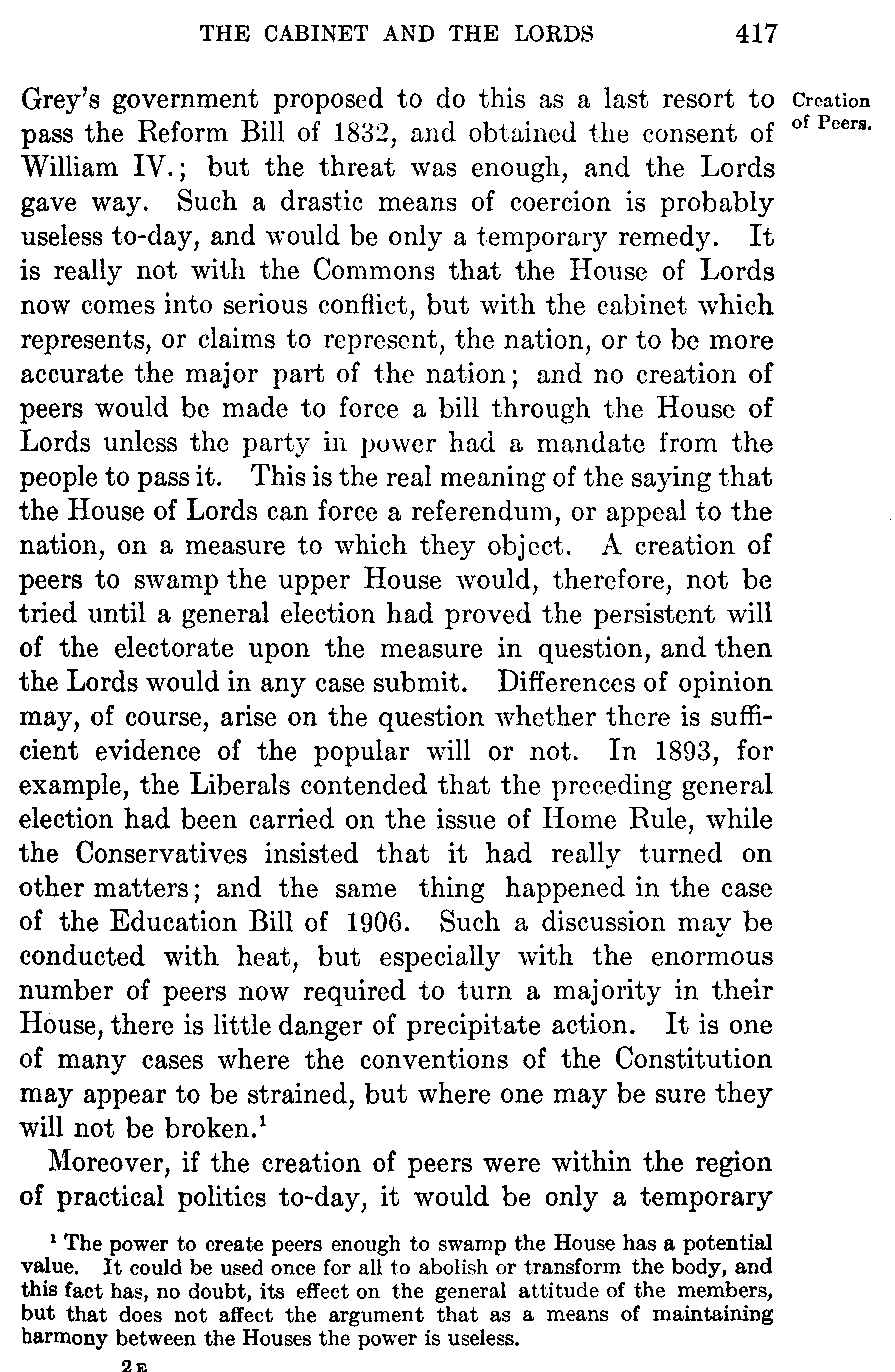 THE CABINET AND THE LORDS 417
Grey's government proposed to do this as a last resort to
Creation
pass the Reform Bill of 1832, and obtained the consent of
of Peers.
William IV.; but the threat was enough, and the Lords
gave way. Such a drastic means of coercion is probably
useless to-day, and would be only a temporary remedy. It
is really not with the Commons that the House of Lords
now comes into serious conflict, but with the cabinet which
represents, or claims to represent, the nation, or to be more
accurate the major part of the nation; and no creation of
peers would be made to force a bill through the House of
Lords unless the party in power had a mandate from the
people to pass it. This is the real meaning of the saying that
the House of Lords can force a referendum, or appeal to the
nation, on a measure to which they object. A creation of
peers to swamp the upper House would, therefore, not be
tried until a general election had proved the persistent will
of the electorate upon the measure in question, and then
the Lords would in any case submit. Differences of opinion
may, of course, arise on the question whether there is suffi-
cient evidence of the popular will or not. In 1893, for
example, the Liberals contended that the preceding general
election had been carried on the issue of Home Rule, while
the Conservatives insisted that it had really turned on
other matters; and the same thing happened in the case
of the Education Bill of 1906. Such a discussion may be
conducted with heat, but especially with the enormous
number of peers now required to turn a majority in their
House, there is little danger of precipitate action. It is one
of many cases where the conventions of the Constitution
may appear to be strained, but where one may be sure they
will not be broken.¹
Moreover, if the creation of peers were within the region
of practical politics to-day, it would be only a temporary
¹ The power to create peers enough to swamp the House has a potential
value. It could be used once for all to abolish or transform the body, and
this fact has, no doubt, its effect on the general attitude of the members,
but that does not affect the argument that as a means of maintaining
harmony between the Houses the power is useless.
2 E